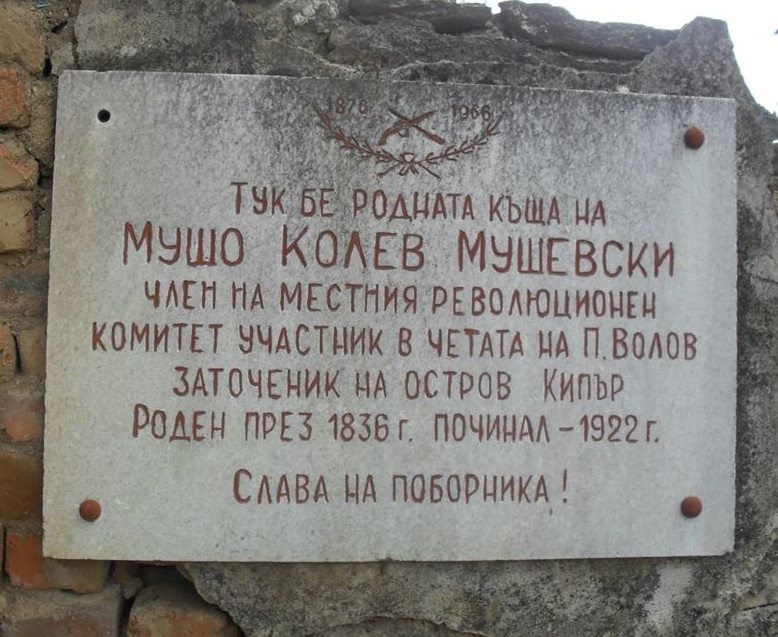 1876 1966
Тук бе родната къща на
Мушо Колев Мушевски
член на местния революционен
комитет участник в четата на П. Волов
заточеник на остров Кипър
Роден през 1836 г. починал – 1922 г.
Слава на поборника!